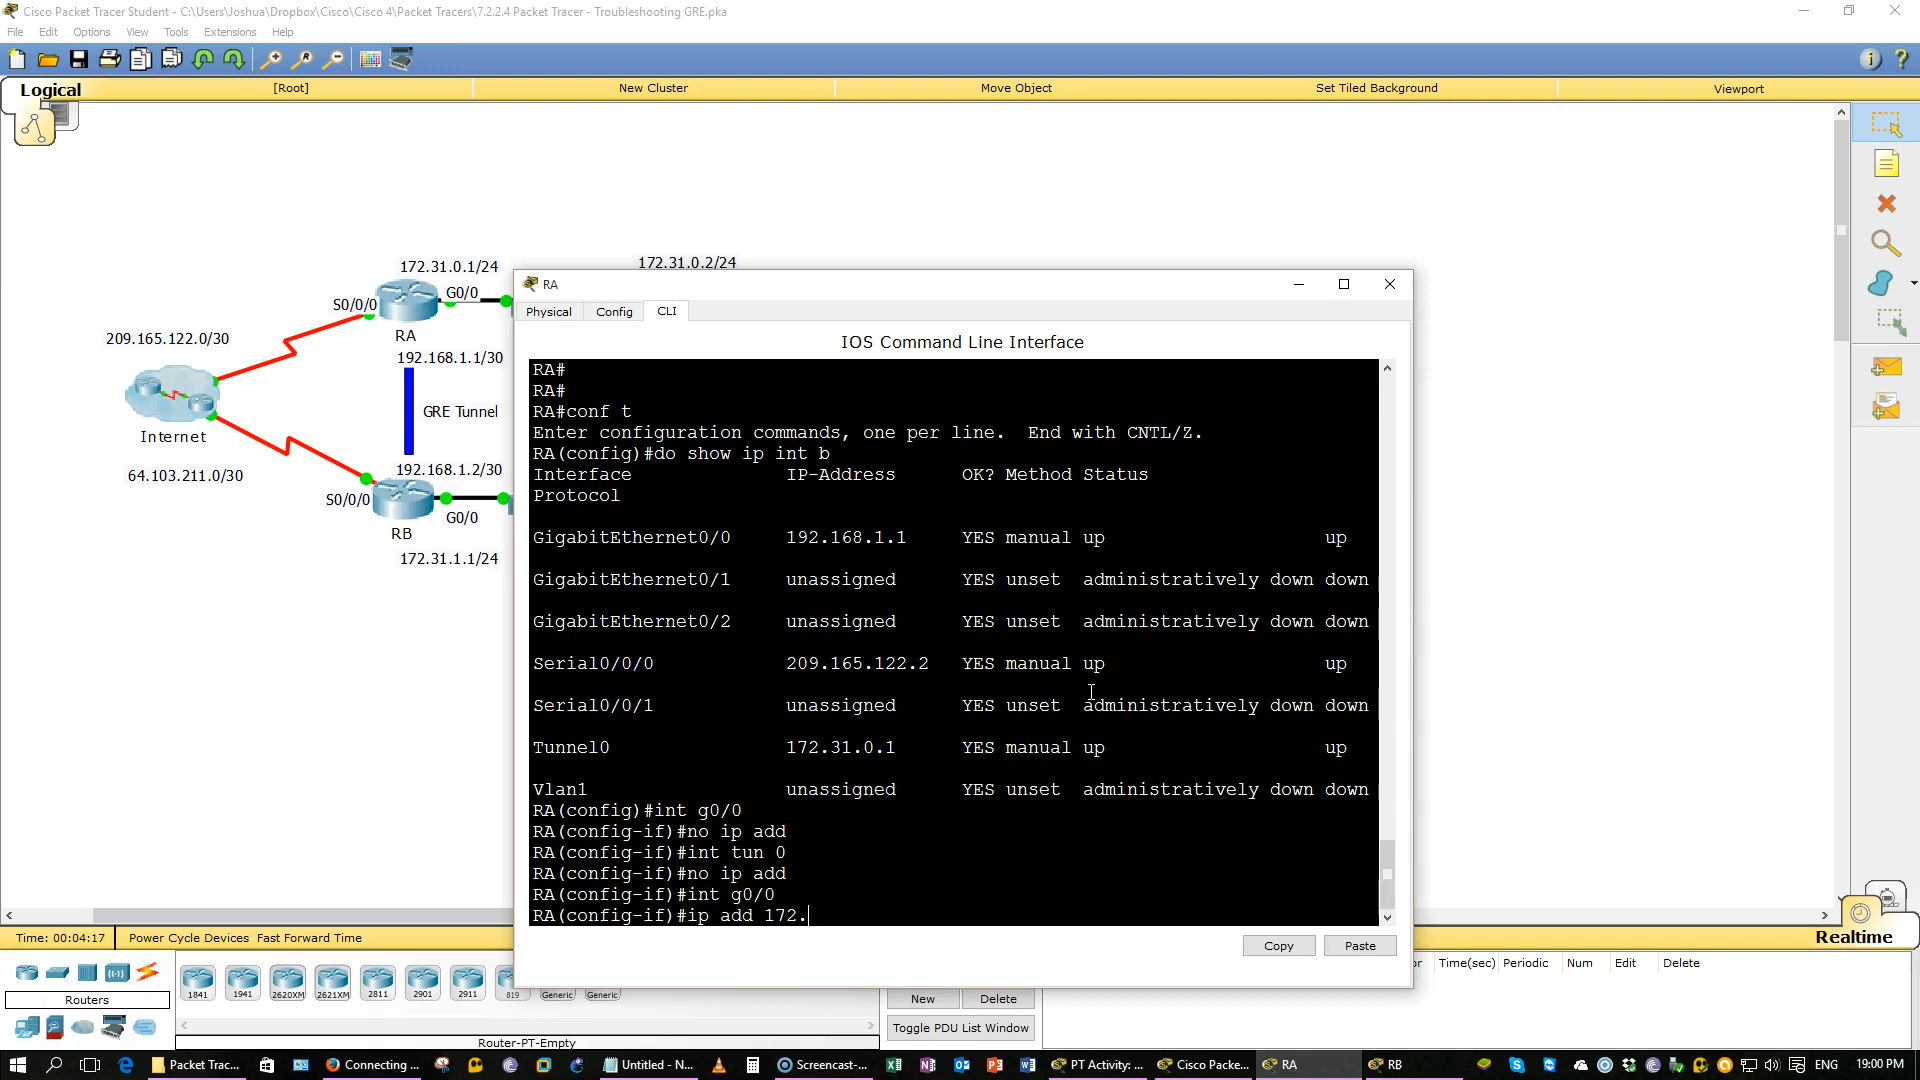 Cisco Packet Tracer Student - C:\Users\Joshua\Dropbox\Cisco\Cisco 4\Packet Tracers\7.2.2.4 Packet Tracer - Troubleshooting GRE.pka
File Edit Options View Tools Extensions Help
Logical [Root] New Cluster Move Object Set Tiled Background Viewport
172.31.0.1/24
172.31.0.2/24
S0/0/0
G0/0
RA
209.165.122.0/30
192.168.1.1/30
GRE Tunnel
Internet
192.168.1.2/30
64.103.211.0/30
S0/0/0
G0/0
RB
172.31.1.1/24
RA
Physical Config CLI
IOS Command Line Interface
RA#
RA#
RA#conf t
Enter configuration commands, one per line.  End with CNTL/Z.
RA(config)#do show ip int b
Interface IP-Address OK? Method Status
Protocol
GigabitEthernet0/0 192.168.1.1 YES manual up up
GigabitEthernet0/1 unassigned YES unset administratively down down
GigabitEthernet0/2 unassigned YES unset administratively down down
Serial0/0/0 209.165.122.2 YES manual up up
Serial0/0/1 unassigned YES unset administratively down down
Tunnel0 172.31.0.1 YES manual up up
Vlan1 unassigned YES unset administratively down down
RA(config)#int g0/0
RA(config-if)#no ip add
RA(config-if)#int tun 0
RA(config-if)#no ip add
RA(config-if)#int g0/0
RA(config-if)#ip add 172.
Copy Paste
Time: 00:04:17 Power Cycle Devices Fast Forward Time
Realtime
Time(sec) Periodic Num Edit Delete
1841 1941 2620XM 2621XM 2811 2901 2911 819 Generic Generic
Routers
New Delete
Toggle PDU List Window
Router-PT-Empty
Packet Trac... Connecting ... Untitled - N... Screencast-... PT Activity: ... Cisco Packe... RA RB ENG 19:00 PM